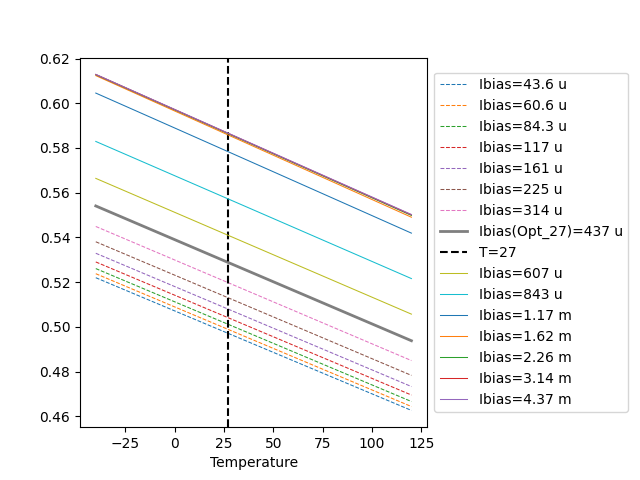 0.62
0.60
0.58
0.56
0.54
0.52
0.50
0.48
0.46
−25
0
25
50
75
100
125
Temperature
Ibias=43.6 u
Ibias=60.6 u
Ibias=84.3 u
Ibias=117 u
Ibias=161 u
Ibias=225 u
Ibias=314 u
Ibias(Opt_27)=437 u
T=27
Ibias=607 u
Ibias=843 u
Ibias=1.17 m
Ibias=1.62 m
Ibias=2.26 m
Ibias=3.14 m
Ibias=4.37 m